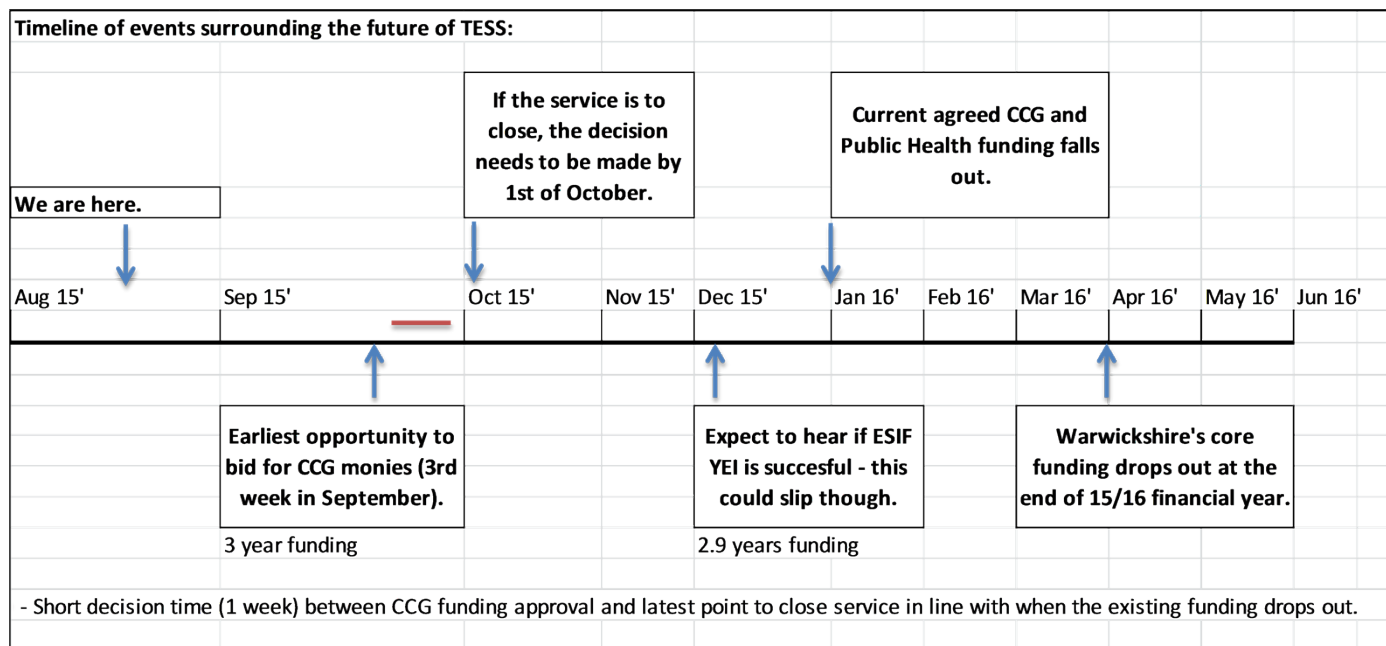 Timeline of events surrounding the future of TESS:
If the service is to
close, the decision
needs to be made by
1st of October.
Current agreed CCG and
Public Health funding falls
out.
We are here.
Aug 15' Sep 15' Oct 15' Nov 15' Dec 15' Jan 16' Feb 16' Mar 16' Apr 16' May 16' Jun 16'
Earliest opportunity to
bid for CCG monies (3rd
week in September).
Expect to hear if ESIF
YEI is succesful - this
could slip though.
Warwickshire's core
funding drops out at the
end of 15/16 financial year.
3 year funding
2.9 years funding
- Short decision time (1 week) between CCG funding approval and latest point to close service in line with when the existing funding drops out.